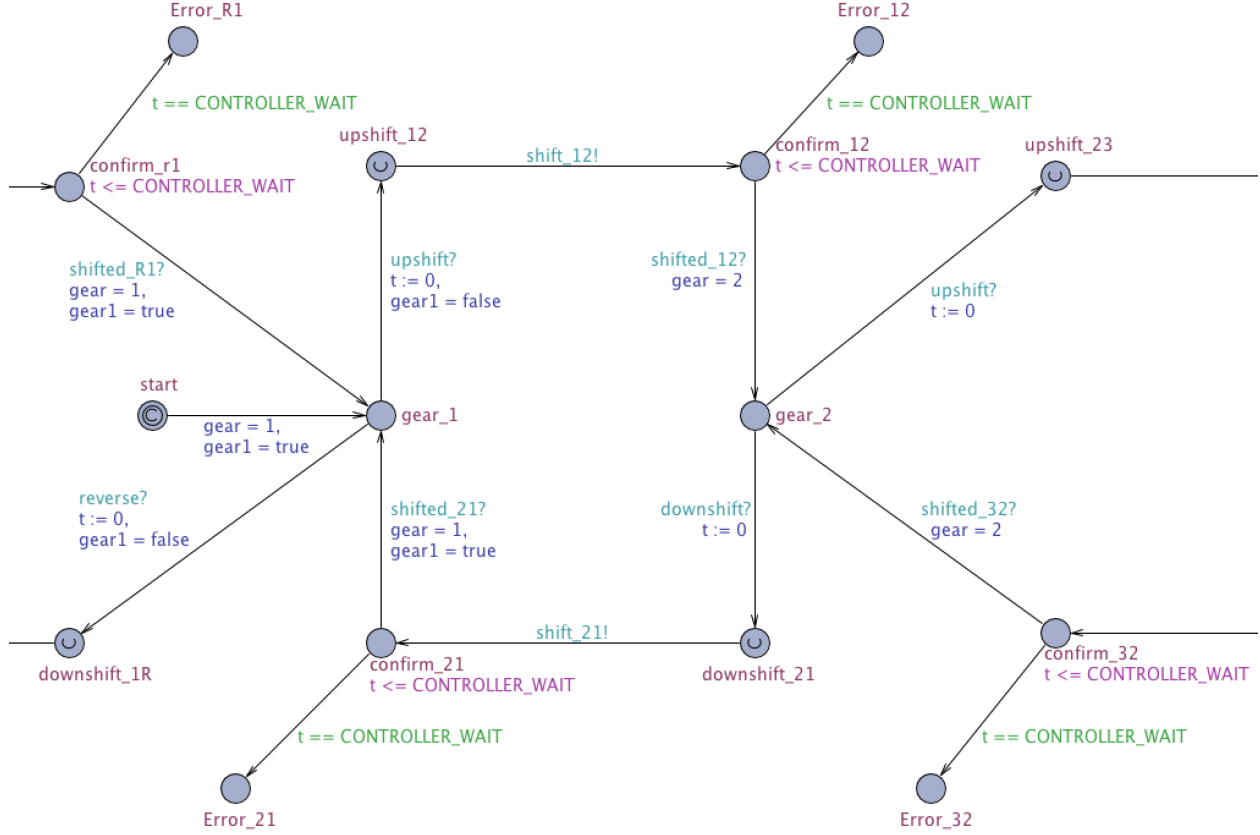 Error_R1
Error_12
t == CONTROLLER_WAIT
t == CONTROLLER_WAIT
upshift_12
confirm_12
upshift_23
shift_12!
confirm_r1
t <= CONTROLLER_WAIT
t <= CONTROLLER_WAIT
shifted_R1?
gear = 1,
gear1 = true
upshift?
t := 0,
gear1 = false
shifted_12?
gear = 2
upshift?
t := 0
start
gear_1
gear_2
gear = 1,
gear1 = true
reverse?
t := 0,
gear1 = false
shifted_21?
gear = 1,
gear1 = true
downshift?
t := 0
shifted_32?
gear = 2
shift_21!
downshift_1R
confirm_21
t <= CONTROLLER_WAIT
downshift_21
confirm_32
t <= CONTROLLER_WAIT
t == CONTROLLER_WAIT
t == CONTROLLER_WAIT
Error_21
Error_32
C
C
C
C
C